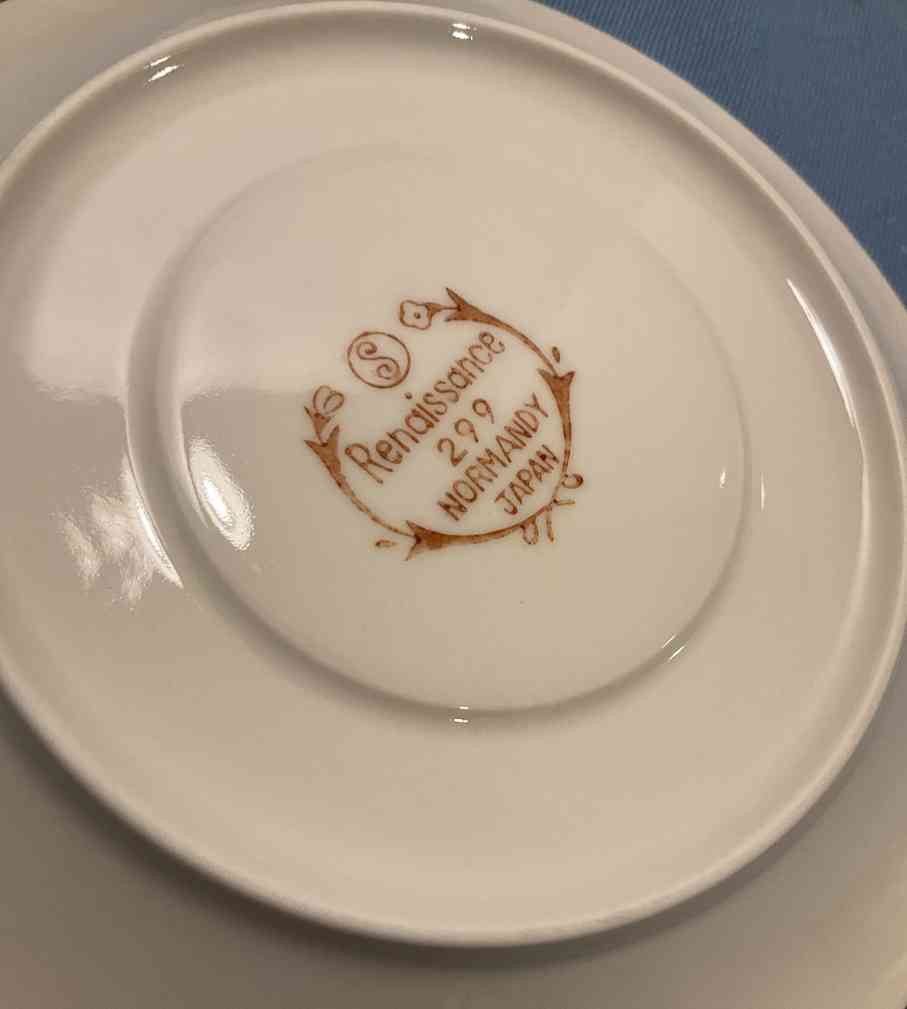 S
Renaissance
299
NORMANDY
JAPAN